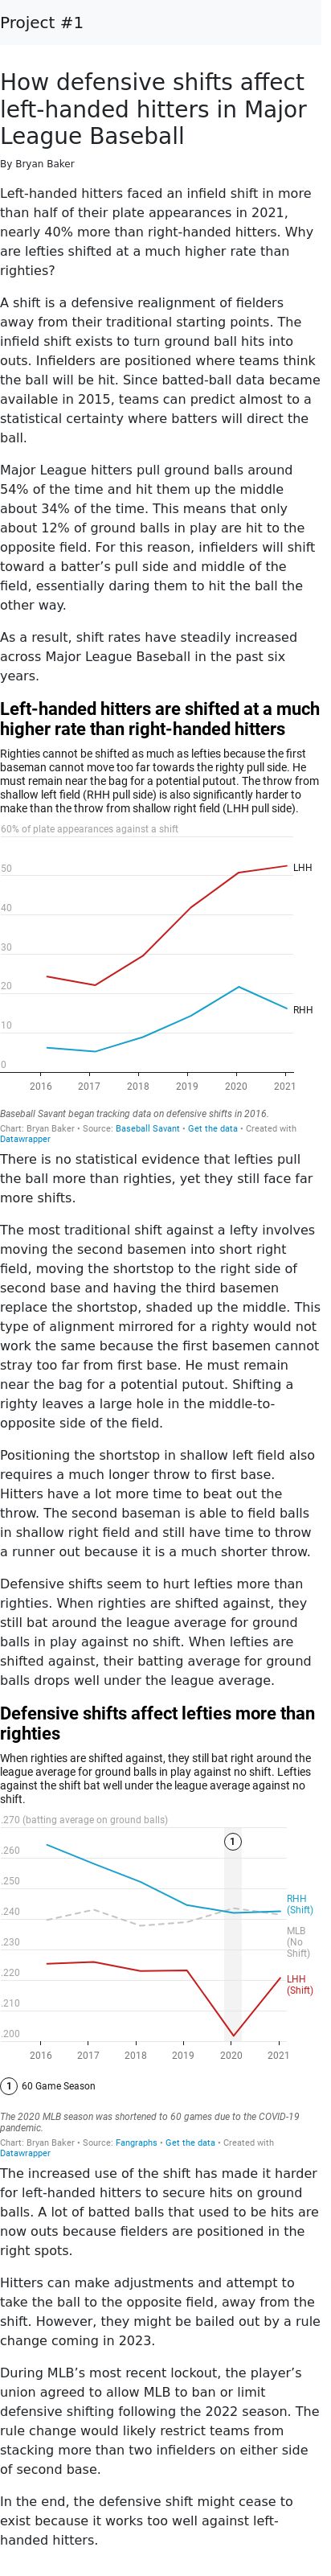 Project #1
How defensive shifts affect
left-handed hitters in Major
League Baseball
By Bryan Baker
Left-handed hitters faced an infield shift in more
than half of their plate appearances in 2021,
nearly 40% more than right-handed hitters. Why
are lefties shifted at a much higher rate than
righties?
A shift is a defensive realignment of fielders
away from their traditional starting points. The
infield shift exists to turn ground ball hits into
outs. Infielders are positioned where teams think
the ball will be hit. Since batted-ball data became
available in 2015, teams can predict almost to a
statistical certainty where batters will direct the
ball.
Major League hitters pull ground balls around
54% of the time and hit them up the middle
about 34% of the time. This means that only
about 12% of ground balls in play are hit to the
opposite field. For this reason, infielders will shift
toward a batter’s pull side and middle of the
field, essentially daring them to hit the ball the
other way.
As a result, shift rates have steadily increased
across Major League Baseball in the past six
years.
Left-handed hitters are shifted at a much
higher rate than right-handed hitters
Righties cannot be shifted as much as lefties because the first
baseman cannot move too far towards the righty pull side. He
must remain near the bag for a potential putout. The throw from
shallow left field (RHH pull side) is also significantly harder to
make than the throw from shallow right field (LHH pull side).
60% of plate appearances against a shift
50
LHH
40
30
20
RHH
10
0
2016 2017 2018 2019 2020 2021
Baseball Savant began tracking data on defensive shifts in 2016.
Chart: Bryan Baker • Source: Baseball Savant • Get the data • Created with
Datawrapper
There is no statistical evidence that lefties pull
the ball more than righties, yet they still face far
more shifts.
The most traditional shift against a lefty involves
moving the second basemen into short right
field, moving the shortstop to the right side of
second base and having the third basemen
replace the shortstop, shaded up the middle. This
type of alignment mirrored for a righty would not
work the same because the first basemen cannot
stray too far from first base. He must remain
near the bag for a potential putout. Shifting a
righty leaves a large hole in the middle-to-
opposite side of the field.
Positioning the shortstop in shallow left field also
requires a much longer throw to first base.
Hitters have a lot more time to beat out the
throw. The second baseman is able to field balls
in shallow right field and still have time to throw
a runner out because it is a much shorter throw.
Defensive shifts seem to hurt lefties more than
righties. When righties are shifted against, they
still bat around the league average for ground
balls in play against no shift. When lefties are
shifted against, their batting average for ground
balls drops well under the league average.
Defensive shifts affect lefties more than
righties
When righties are shifted against, they still bat right around the
league average for ground balls in play against no shift. Lefties
against the shift bat well under the league average against no
shift.
.270 (batting average on ground balls)
1
.260
.250
RHH
(Shift)
.240
MLB
(No
Shift)
.230
.220
LHH
(Shift)
.210
.200
2016 2017 2018 2019 2020 2021
1 60 Game Season
The 2020 MLB season was shortened to 60 games due to the COVID-19
pandemic.
Chart: Bryan Baker • Source: Fangraphs • Get the data • Created with
Datawrapper
The increased use of the shift has made it harder
for left-handed hitters to secure hits on ground
balls. A lot of batted balls that used to be hits are
now outs because fielders are positioned in the
right spots.
Hitters can make adjustments and attempt to
take the ball to the opposite field, away from the
shift. However, they might be bailed out by a rule
change coming in 2023.
During MLB’s most recent lockout, the player’s
union agreed to allow MLB to ban or limit
defensive shifting following the 2022 season. The
rule change would likely restrict teams from
stacking more than two infielders on either side
of second base.
In the end, the defensive shift might cease to
exist because it works too well against left-
handed hitters.